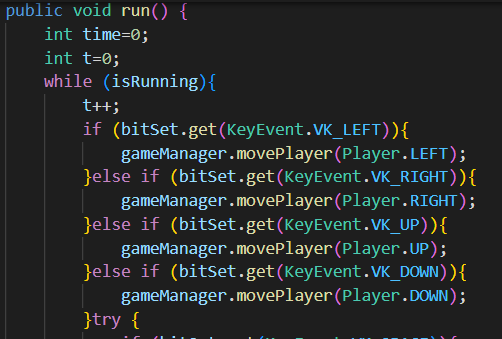 public void run() {
int time=0;
int t=0;
while (isRunning){
t++;
if (bitSet.get(KeyEvent.VK_LEFT)){
gameManager.movePlayer(Player.LEFT);
}else if (bitSet.get(KeyEvent.VK_RIGHT)){
gameManager.movePlayer(Player.RIGHT);
}else if (bitSet.get(KeyEvent.VK_UP)){
gameManager.movePlayer(Player.UP);
}else if (bitSet.get(KeyEvent.VK_DOWN)){
gameManager.movePlayer(Player.DOWN);
}try {